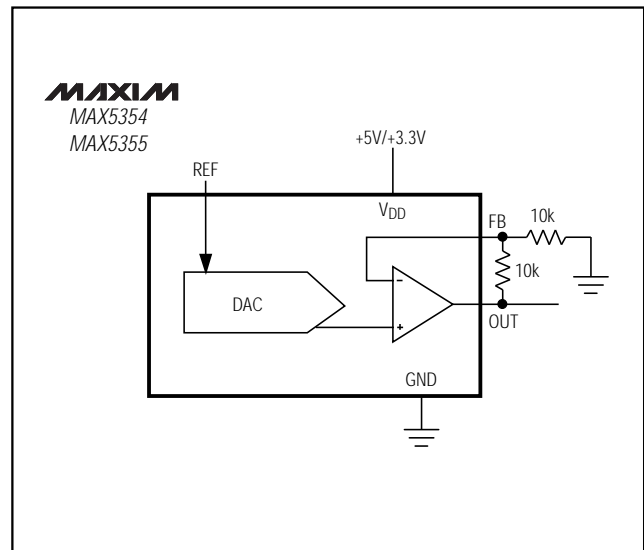 MAXIM
MAX5354
MAX5355
+5V/+3.3V
REF
VDD
FB
10k
10k
DAC
-
+
OUT
GND